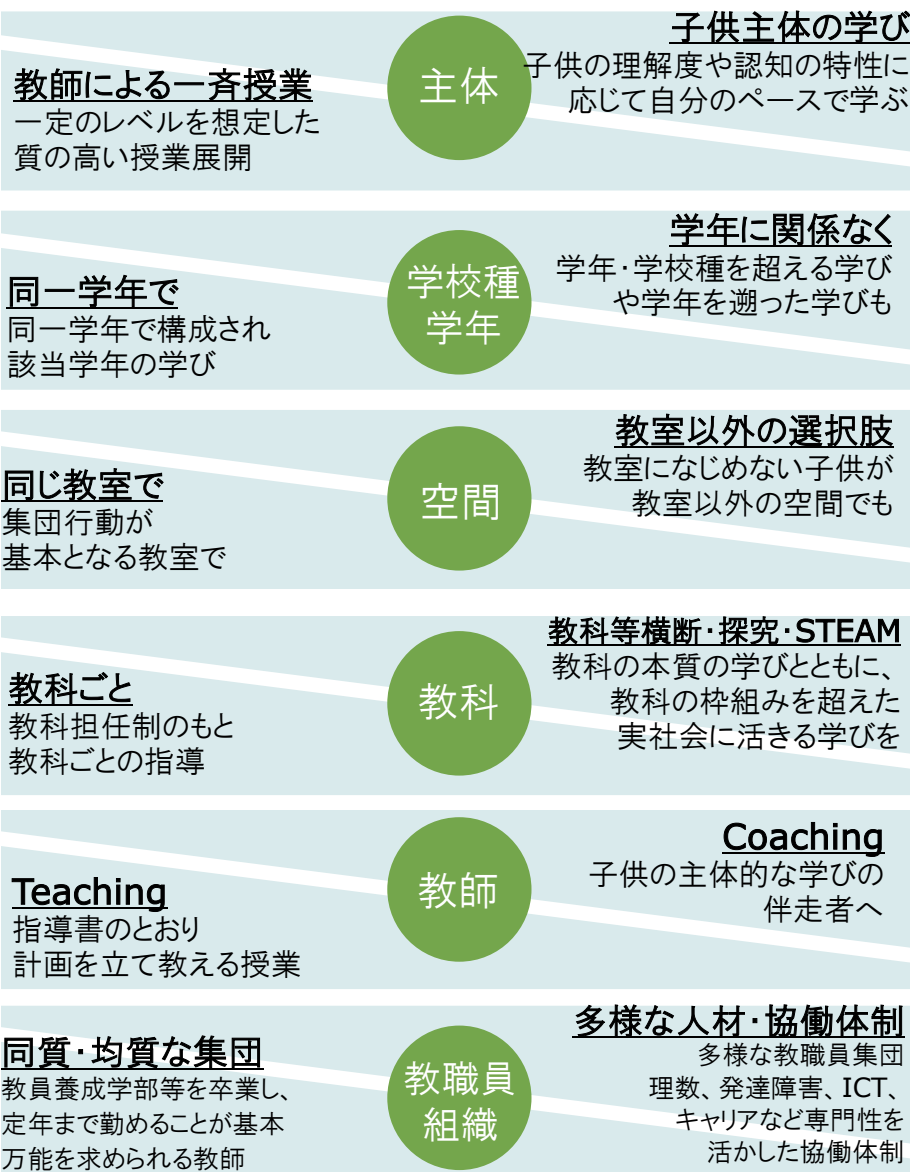 教師による一斉授業
一定のレベルを想定した
質の高い授業展開
主体
子供主体の学び
子供の理解度や認知の特性に
応じて自分のペースで学ぶ
同一学年で
同一学年で構成され
該当学年の学び
学校種
学年
学年に関係なく
学年・学校種を超える学び
や学年を遡った学びも
同じ教室で
集団行動が
基本となる教室で
空間
教室以外の選択肢
教室になじめない子供が
教室以外の空間でも
教科ごと
教科担任制のもと
教科ごとの指導
教科
教科等横断・探究・STEAM
教科の本質の学びとともに、
教科の枠組みを超えた
実社会に活きる学びを
Teaching
指導書のとおり
計画を立て教える授業
教師
Coaching
子供の主体的な学びの
伴走者へ
同質・均質な集団
教員養成学部等を卒業し、
定年まで勤めることが基本
万能を求められる教師
教職員
組織
多様な人材・協働体制
多様な教職員集団
理数、発達障害、ICT、
キャリアなど専門性を
活かした協働体制